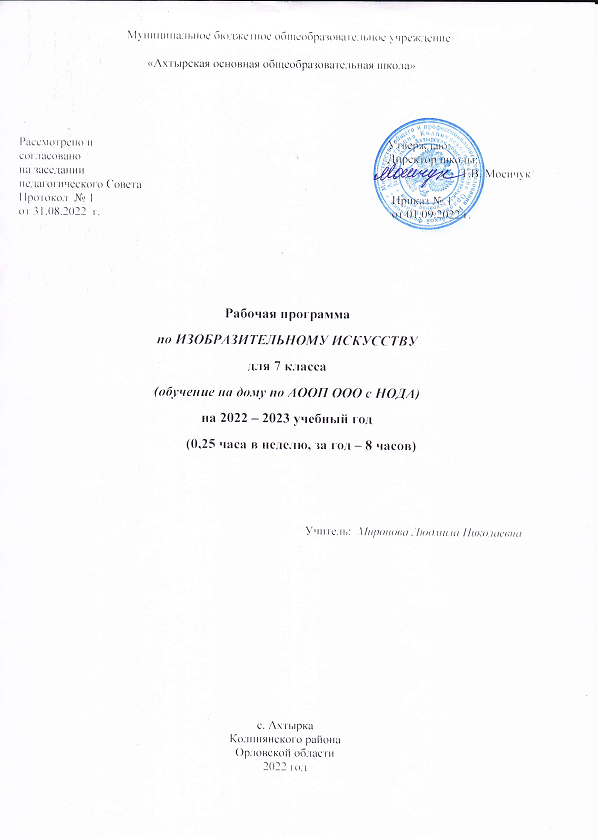 Муниципальное бюджетное общеобразовательное учреждение
«Ахтырская основная общеобразовательная школа»
Рассмотрено и
согласовано
на заседании
педагогического Совета
Протокол № 1
от 31.08.2022 г.
Утверждаю:
Директор школы:
Т.В. Мосичук
Приказ № 1
от 01.09.2022 г.
Рабочая программа
по ИЗОБРАЗИТЕЛЬНОМУ ИСКУССТВУ
для 7 класса
(обучение на дому по АООП ООО с НОДА)
на 2022 – 2023 учебный год
(0,25 часа в неделю, за год – 8 часов)
Учитель: Миронова Людмила Николаевна
с. Ахтырка
Колпнянского района
Орловской области
2022 год